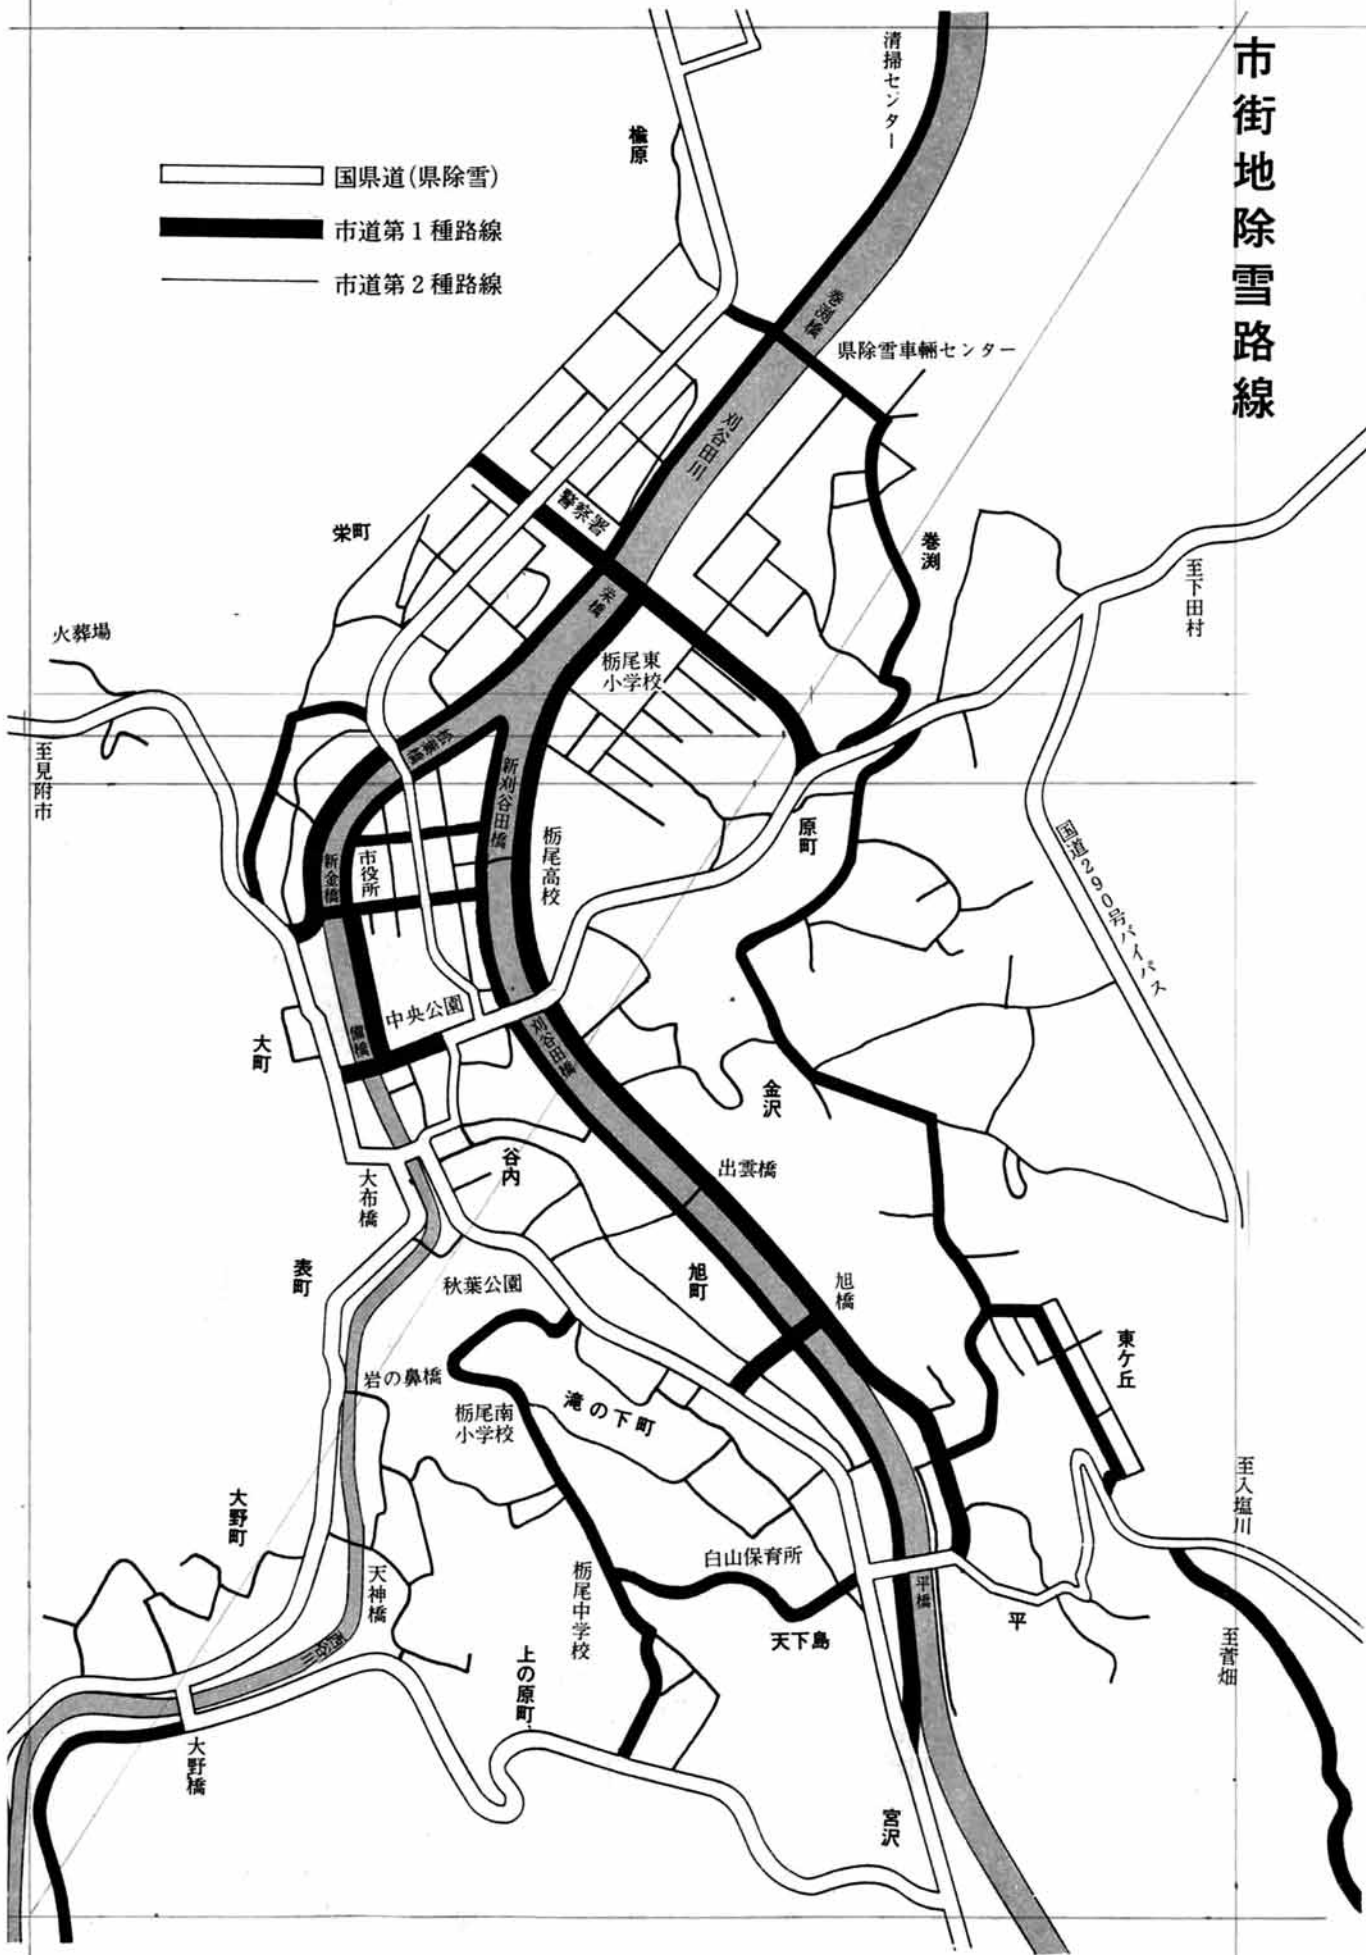 市街地除雪路線
国県道(県除雪)
市道第1種路線
市道第2種路線
清掃センター
楡原
巻渕橋
県除雪車輛センター
刈谷田川
警察署
栄町
巻渕
至下田村
火葬場
栄橋
栃尾東
小学校
至見附市
新刈谷田橋
栃尾高校
原町
国道290号バイパス
市役所
新金橋
中央公園
大町
刈谷田橋
金沢
谷内
出雲橋
大布橋
表町
秋葉公園
旭町
旭橋
東ケ丘
岩の鼻橋
栃尾南
小学校
滝の下町
大野町
至入塩川
白山保育所
天神橋
栃尾中学校
平橋
平
天下島
至菅畑
西谷川
上の原町
大野橋
宮沢